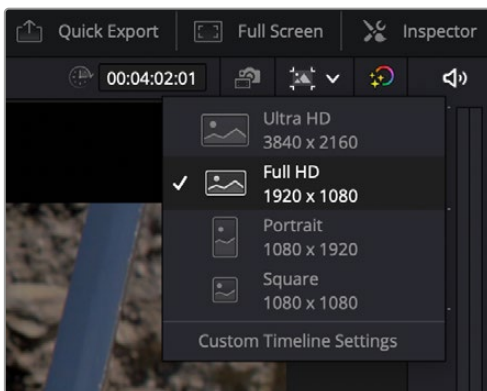 Quick Export
Full Screen
Inspector
00:04:02:01
Ultra HD
3840 x 2160
Full HD
1920 x 1080
Portrait
1080 x 1920
Square
1080 x 1080
Custom Timeline Settings